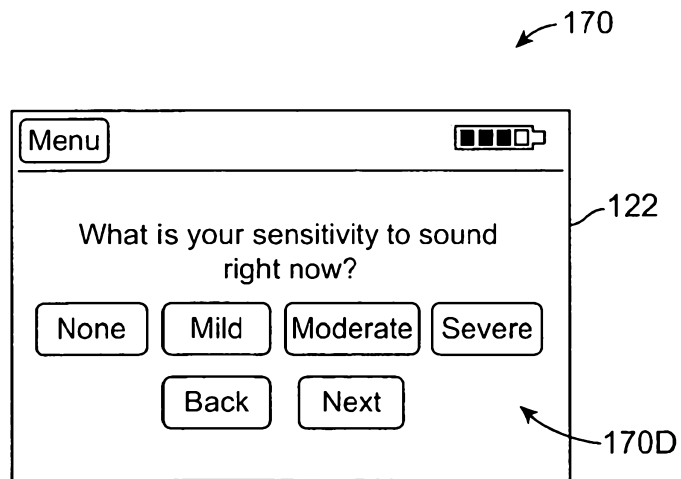 170
Menu
122
What is your sensitivity to sound
right now?
None Mild Moderate Severe
Back Next
170D